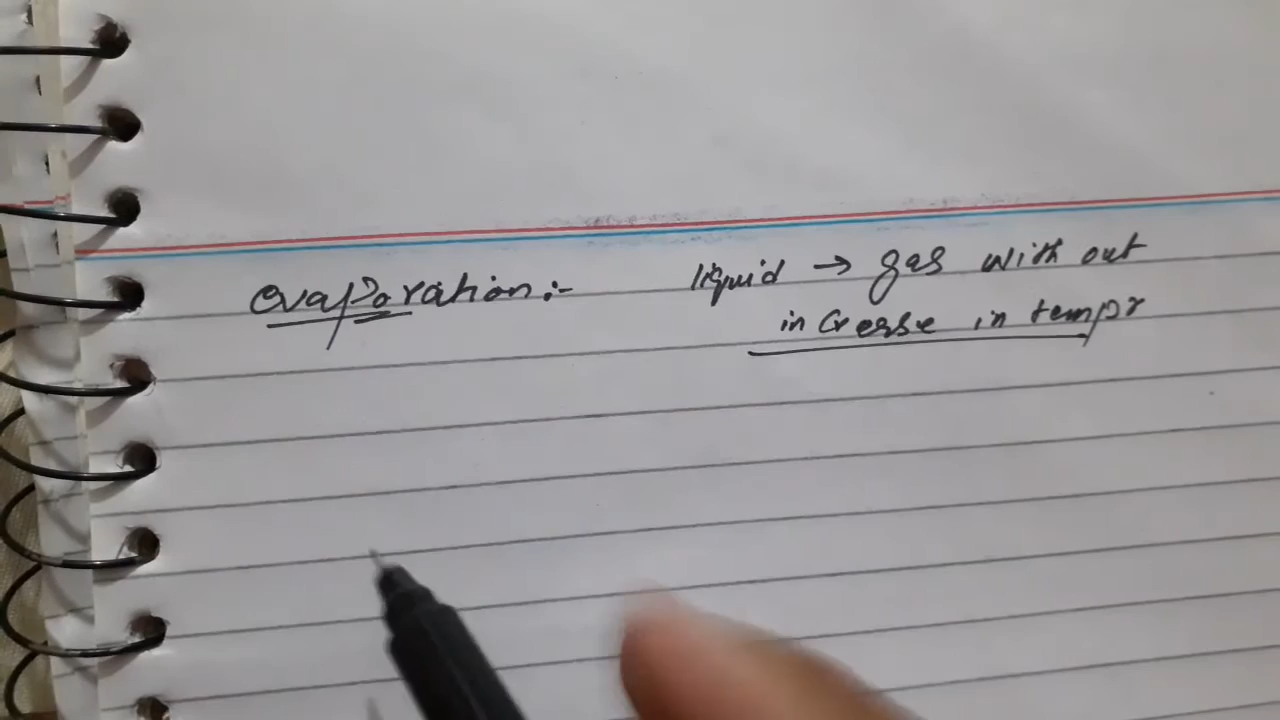 evaporation :- liquid → gas with out
in crease in tempr